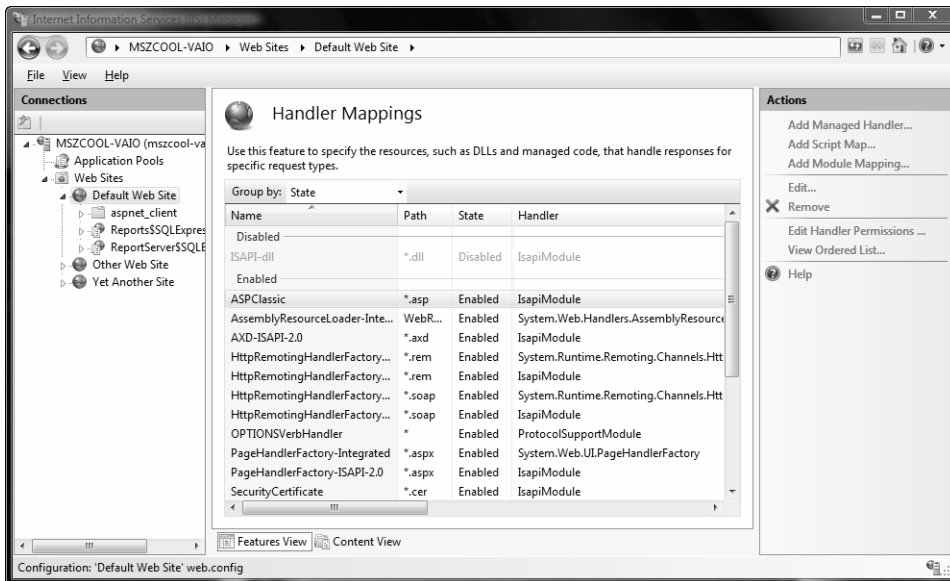 Internet Information Services (IIS) Manager
MSZCOOL-VAIO Web Sites Default Web Site
File View Help
Connections
MSZCOOL-VAIO (mszcool-va
Application Pools
Web Sites
Default Web Site
aspnet_client
Reports$SQLExpres
ReportServer$SQLE
Other Web Site
Yet Another Site
Handler Mappings
Use this feature to specify the resources, such as DLLs and managed code, that handle responses for
specific request types.
Group by: State
Name Path State Handler
Disabled
ISAPI-dll *.dll Disabled IsapiModule
Enabled
ASPClassic *.asp Enabled IsapiModule
AssemblyResourceLoader-Inte... WebR... Enabled System.Web.Handlers.AssemblyResource
AXD-ISAPI-2.0 *.axd Enabled IsapiModule
HttpRemotingHandlerFactory... *.rem Enabled System.Runtime.Remoting.Channels.Htt
HttpRemotingHandlerFactory... *.rem Enabled IsapiModule
HttpRemotingHandlerFactory... *.soap Enabled System.Runtime.Remoting.Channels.Htt
HttpRemotingHandlerFactory... *.soap Enabled IsapiModule
OPTIONSVerbHandler * Enabled ProtocolSupportModule
PageHandlerFactory-Integrated *.aspx Enabled System.Web.UI.PageHandlerFactory
PageHandlerFactory-ISAPI-2.0 *.aspx Enabled IsapiModule
SecurityCertificate *.cer Enabled IsapiModule
Features View Content View
Actions
Add Managed Handler...
Add Script Map...
Add Module Mapping...
Edit...
Remove
Edit Handler Permissions ...
View Ordered List...
Help
Configuration: 'Default Web Site' web.config